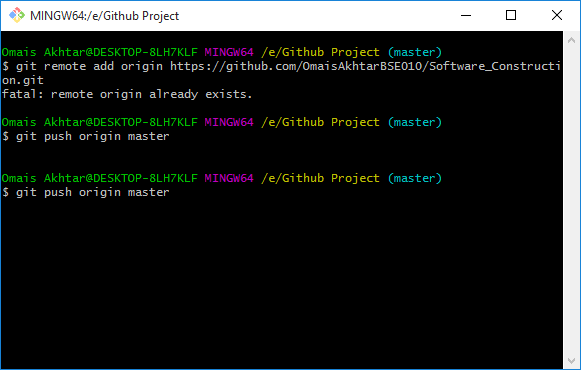 MINGW64:/e/Github Project
Omais Akhtar@DESKTOP-8LH7KLF MINGW64 /e/Github Project (master)
$ git remote add origin https://github.com/OmaisAkhtarBSE010/Software_Constructi
on.git
fatal: remote origin already exists.
Omais Akhtar@DESKTOP-8LH7KLF MINGW64 /e/Github Project (master)
$ git push origin master
Omais Akhtar@DESKTOP-8LH7KLF MINGW64 /e/Github Project (master)
$ git push origin master